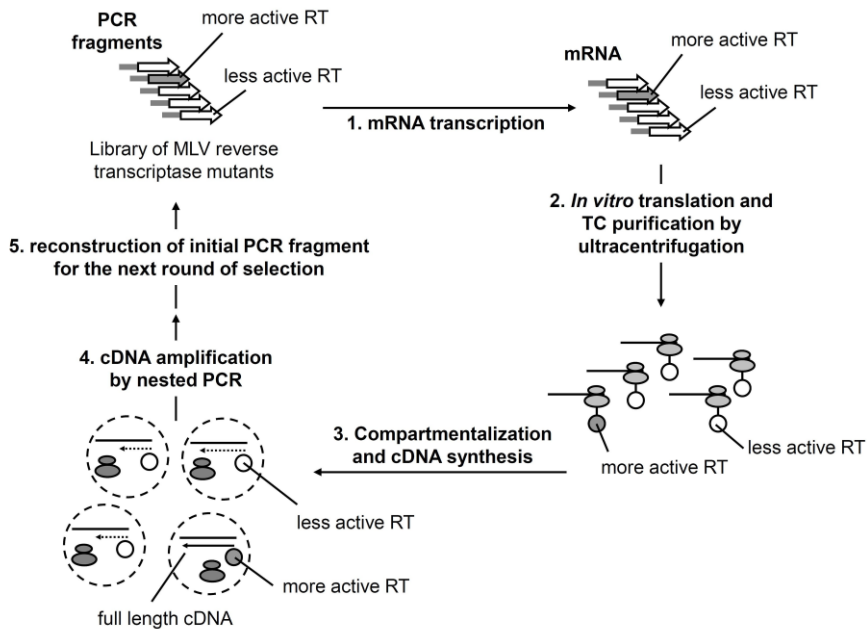 PCR
fragments
more active RT
less active RT
Library of MLV reverse
transcriptase mutants
1. mRNA transcription
mRNA
more active RT
less active RT
2. In vitro translation and
TC purification by
ultracentrifugation
more active RT
less active RT
3. Compartmentalization
and cDNA synthesis
less active RT
more active RT
full length cDNA
4. cDNA amplification
by nested PCR
5. reconstruction of initial PCR fragment
for the next round of selection